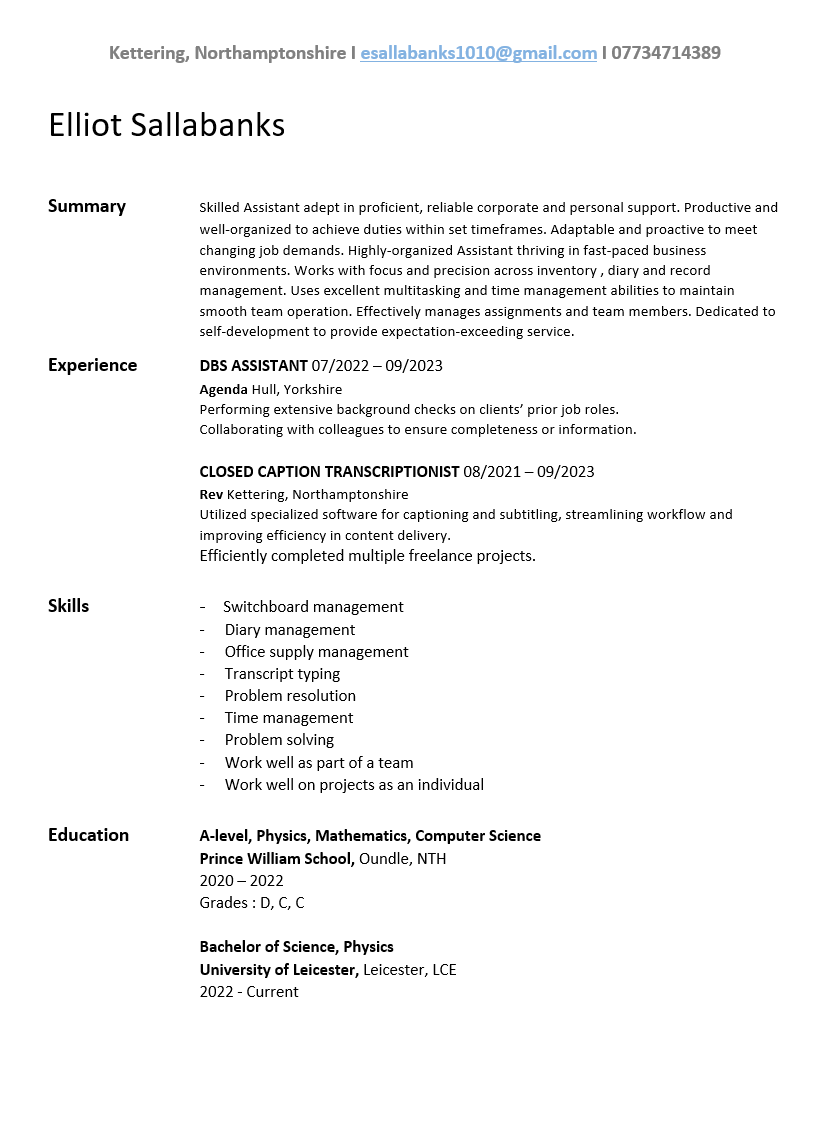 Kettering, Northamptonshire I esallabanks1010@gmail.com I 07734714389
Elliot Sallabanks
Summary
Skilled Assistant adept in proficient, reliable corporate and personal support. Productive and
well-organized to achieve duties within set timeframes. Adaptable and proactive to meet
changing job demands. Highly-organized Assistant thriving in fast-paced business
environments. Works with focus and precision across inventory , diary and record
management. Uses excellent multitasking and time management abilities to maintain
smooth team operation. Effectively manages assignments and team members. Dedicated to
self-development to provide expectation-exceeding service.
Experience
DBS ASSISTANT 07/2022 – 09/2023
Agenda Hull, Yorkshire
Performing extensive background checks on clients’ prior job roles.
Collaborating with colleagues to ensure completeness or information.
CLOSED CAPTION TRANSCRIPTIONIST 08/2021 – 09/2023
Rev Kettering, Northamptonshire
Utilized specialized software for captioning and subtitling, streamlining workflow and
improving efficiency in content delivery.
Efficiently completed multiple freelance projects.
Skills
- Switchboard management
- Diary management
- Office supply management
- Transcript typing
- Problem resolution
- Time management
- Problem solving
- Work well as part of a team
- Work well on projects as an individual
Education
A-level, Physics, Mathematics, Computer Science
Prince William School, Oundle, NTH
2020 – 2022
Grades : D, C, C
Bachelor of Science, Physics
University of Leicester, Leicester, LCE
2022 - Current